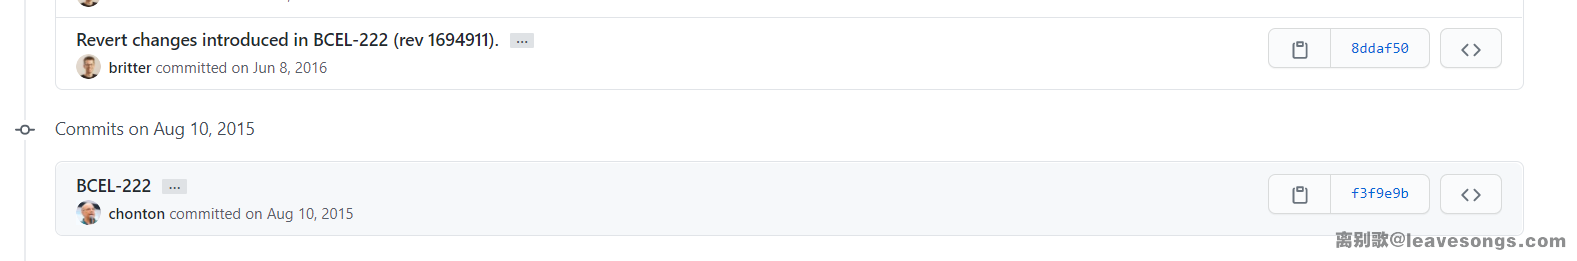 Revert changes introduced in BCEL-222 (rev 1694911). ...
britter committed on Jun 8, 2016
8ddaf50
Commits on Aug 10, 2015
BCEL-222 ...
chonton committed on Aug 10, 2015
f3f9e9b
离别歌@leavesongs.com